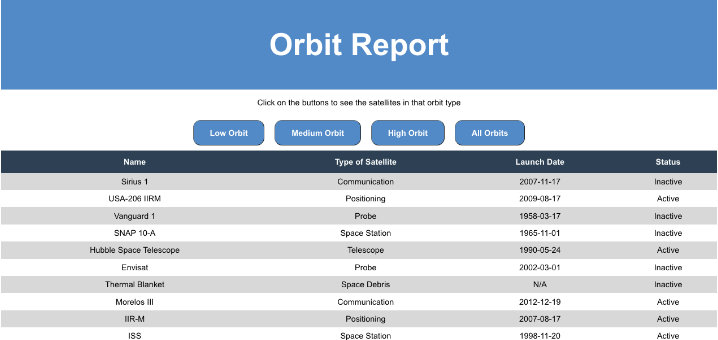 Orbit Report
Click on the buttons to see the satellites in that orbit type
Low Orbit Medium Orbit High Orbit All Orbits
Name Type of Satellite Launch Date Status
Sirius 1 Communication 2007-11-17 Inactive
USA-206 IIRM Positioning 2009-08-17 Active
Vanguard 1 Probe 1958-03-17 Inactive
SNAP 10-A Space Station 1965-11-01 Inactive
Hubble Space Telescope Telescope 1990-05-24 Active
Envisat Probe 2002-03-01 Inactive
Thermal Blanket Space Debris N/A Inactive
Morelos III Communication 2012-12-19 Active
IIR-M Positioning 2007-08-17 Active
ISS Space Station 1998-11-20 Active